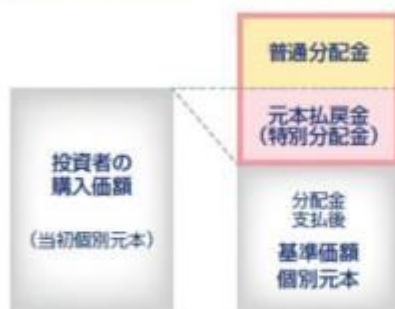 普通分配金
元本払戻金
(特別分配金)
投資者の
購入価額
(当初個別元本)
分配金
支払後
基準価額
個別元本